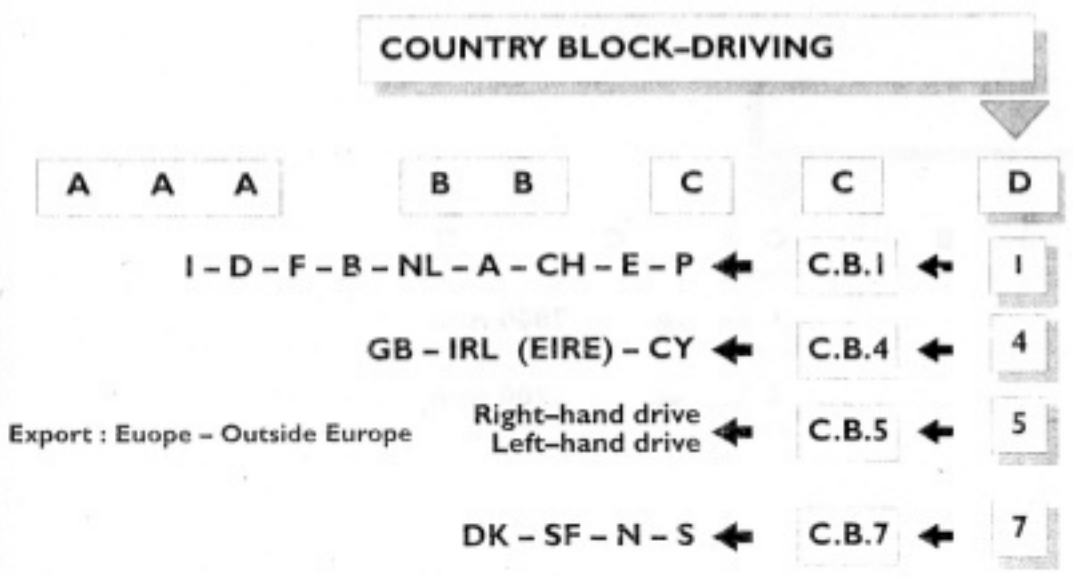 COUNTRY BLOCK–DRIVING
A A A B B C C D
I – D – F – B – NL – A – CH – E – P C.B.1 1
GB – IRL (EIRE) – CY C.B.4 4
Export : Euope – Outside Europe Right–hand drive C.B.5 5
Left–hand drive
DK – SF – N – S C.B.7 7